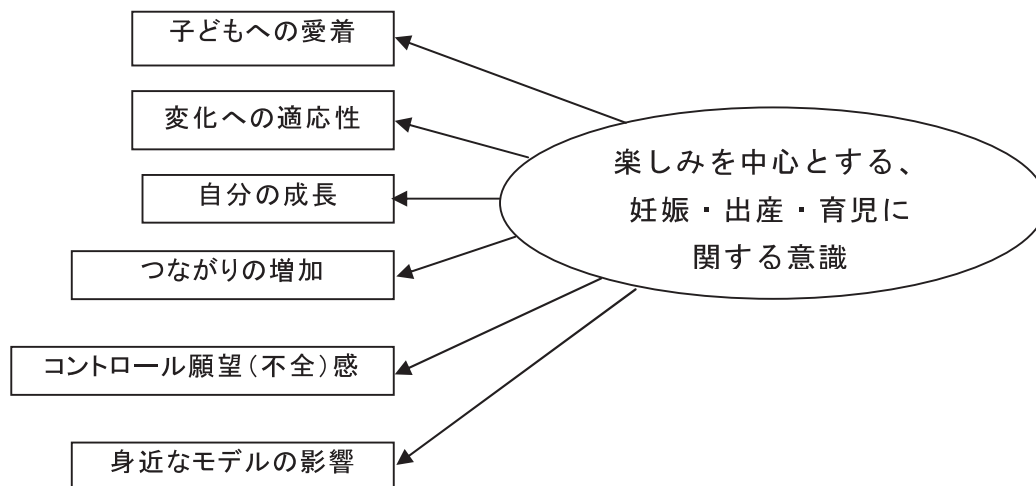 子どもへの愛着
変化への適応性
自分の成長
つながりの増加
コントロール願望(不全)感
身近なモデルの影響
楽しみを中心とする、
妊娠・出産・育児に
関する意識